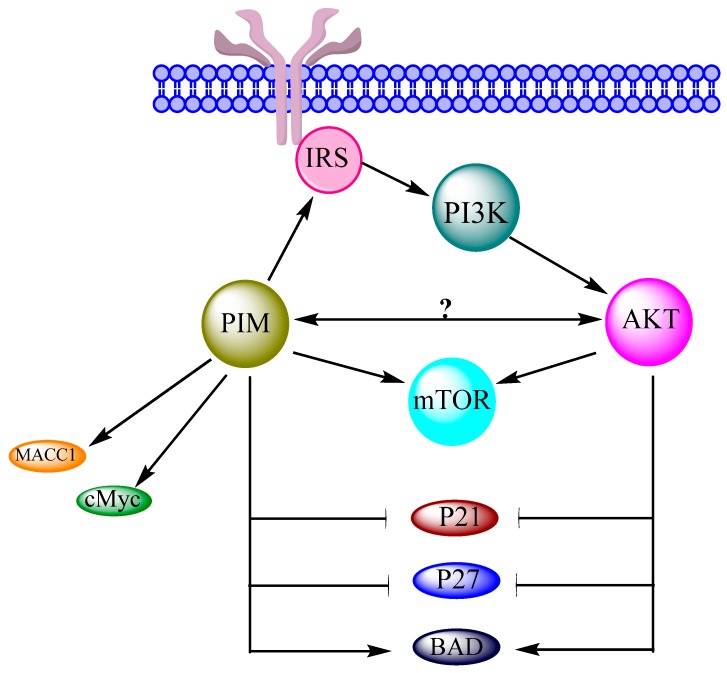 IRS
PI3K
?
PIM
AKT
mTOR
MACC1
cMyc
P21
P27
BAD